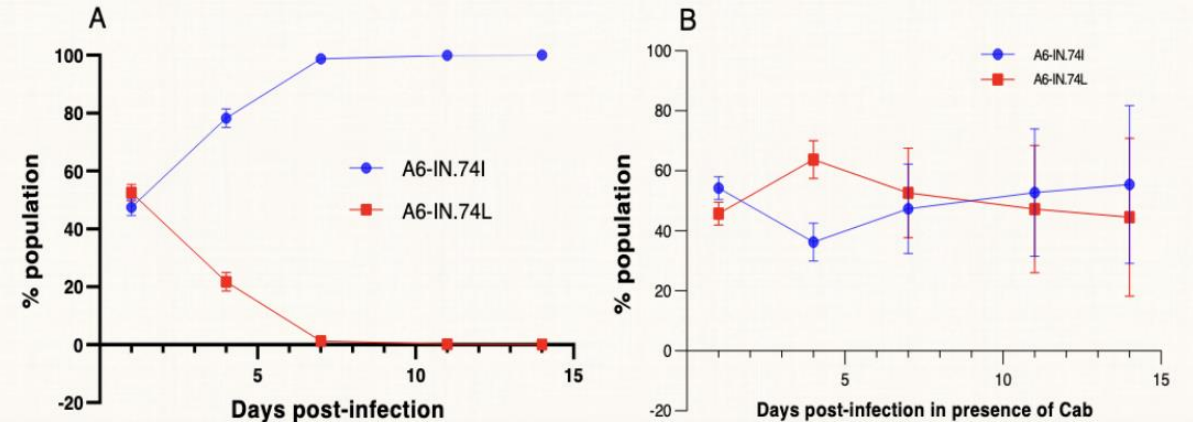 A
100
80
60
40
20
0
-20
% population
5
10
15
Days post-infection
A6-IN.74I
A6-IN.74L
B
100
80
60
40
20
0
-20
% population
5
10
15
Days post-infection in presence of Cab
A6-IN.74I
A6-IN.74L